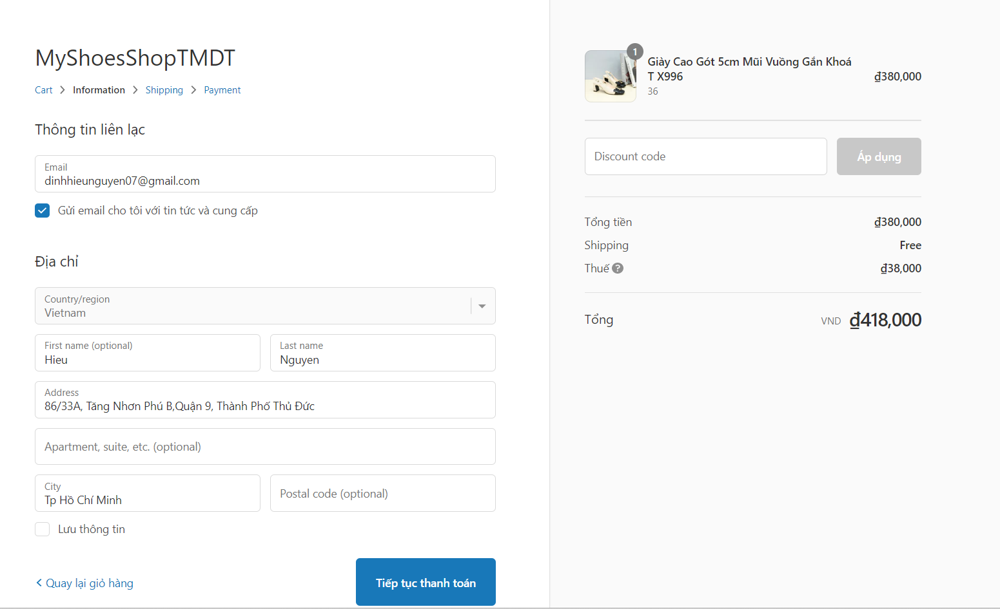 MyShoesShopTMDT
Cart > Information > Shipping > Payment
Thông tin liên lạc
Email
dinhhieunguyen07@gmail.com
Gửi email cho tôi với tin tức và cung cấp
Địa chỉ
Country/region
Vietnam
First name (optional)
Hieu
Last name
Nguyen
Address
86/33A, Tăng Nhơn Phú B,Quận 9, Thành Phố Thủ Đức
Apartment, suite, etc. (optional)
City
Tp Hồ Chí Minh
Postal code (optional)
Lưu thông tin
< Quay lại giỏ hàng
Tiếp tục thanh toán
1
Giày Cao Gót 5cm Mũi Vuông Gắn Khoá
T X996
36
₫380,000
Discount code
Áp dụng
Tổng tiền ₫380,000
Shipping Free
Thuế ? ₫38,000
Tổng VND ₫418,000